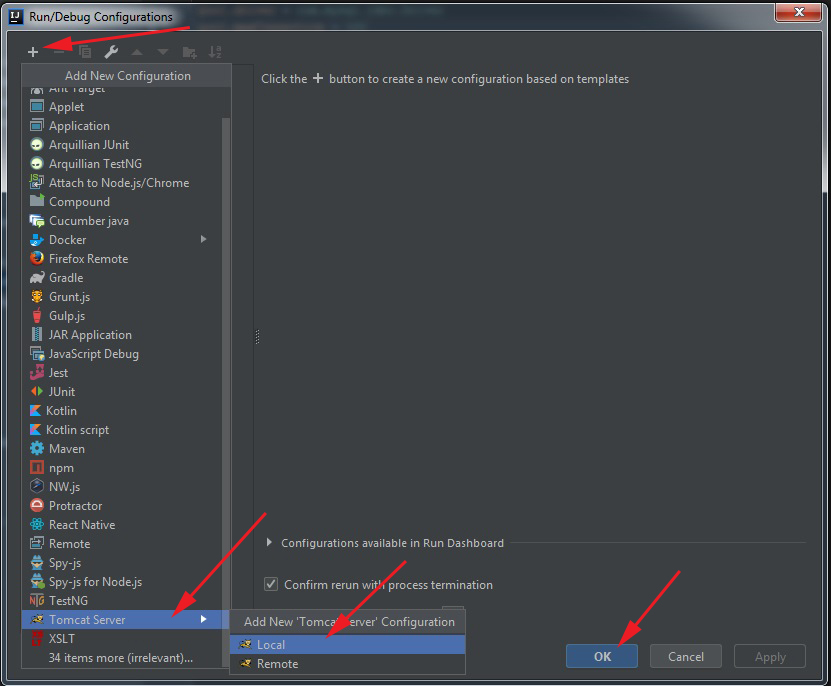 Run/Debug Configurations
Add New Configuration
Ant Target
Applet
Application
Arquillian JUnit
Arquillian TestNG
Attach to Node.js/Chrome
Compound
Cucumber java
Docker
Firefox Remote
Gradle
Grunt.js
Gulp.js
JAR Application
JavaScript Debug
Jest
JUnit
Kotlin
Kotlin script
Maven
npm
NW.js
Protractor
React Native
Remote
Spy-js
Spy-js for Node.js
TestNG
Tomcat Server
XSLT
34 items more (irrelevant)...
Click the + button to create a new configuration based on templates
Configurations available in Run Dashboard
Confirm rerun with process termination
Add New 'Tomcat Server' Configuration
Local
Remote
OK
Cancel
Apply